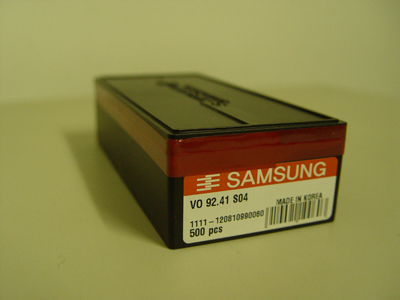 SAMSUNG
VO 92.41 S04
MADE IN KOREA
1111-120810990080
500 pcs